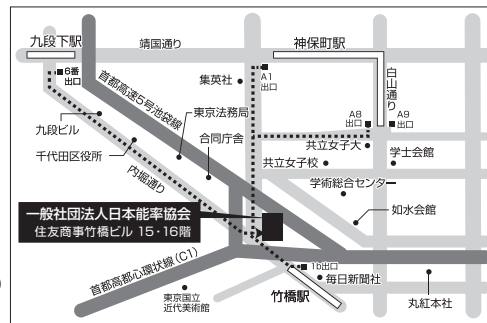 九段下駅
靖国通り
神保町駅
6番
出口
首都高速5号池袋線
集英社
A1
出口
白山通り
東京法務局
A8
出口
A9
出口
九段ビル
共立女子大
合同庁舎
千代田区役所
共立女子校
学士会館
内堀通り
学術総合センター
一般社団法人日本能率協会
住友商事竹橋ビル 15・16階
如水会館
首都高都心環状線(C1)
1b出口
毎日新聞社
東京国立
近代美術館
竹橋駅
丸紅本社